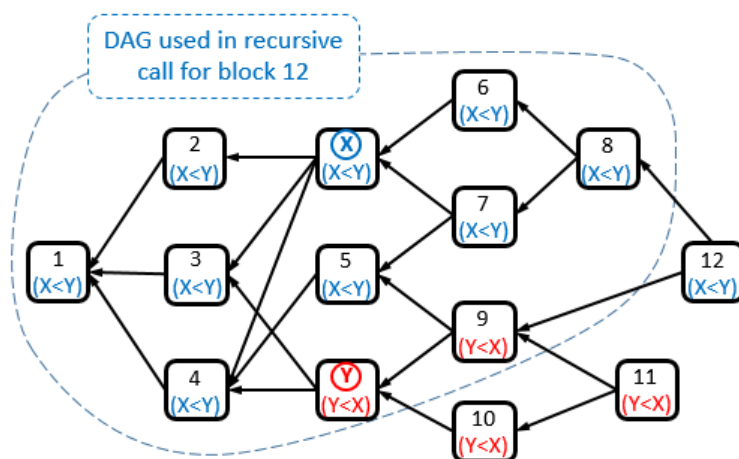 DAG used in recursive
call for block 12
6
(X<Y)
2
(X<Y)
X
(X<Y)
8
(X<Y)
7
(X<Y)
1
(X<Y)
3
(X<Y)
5
(X<Y)
12
(X<Y)
9
(Y<X)
4
(X<Y)
Y
(Y<X)
11
(Y<X)
10
(Y<X)